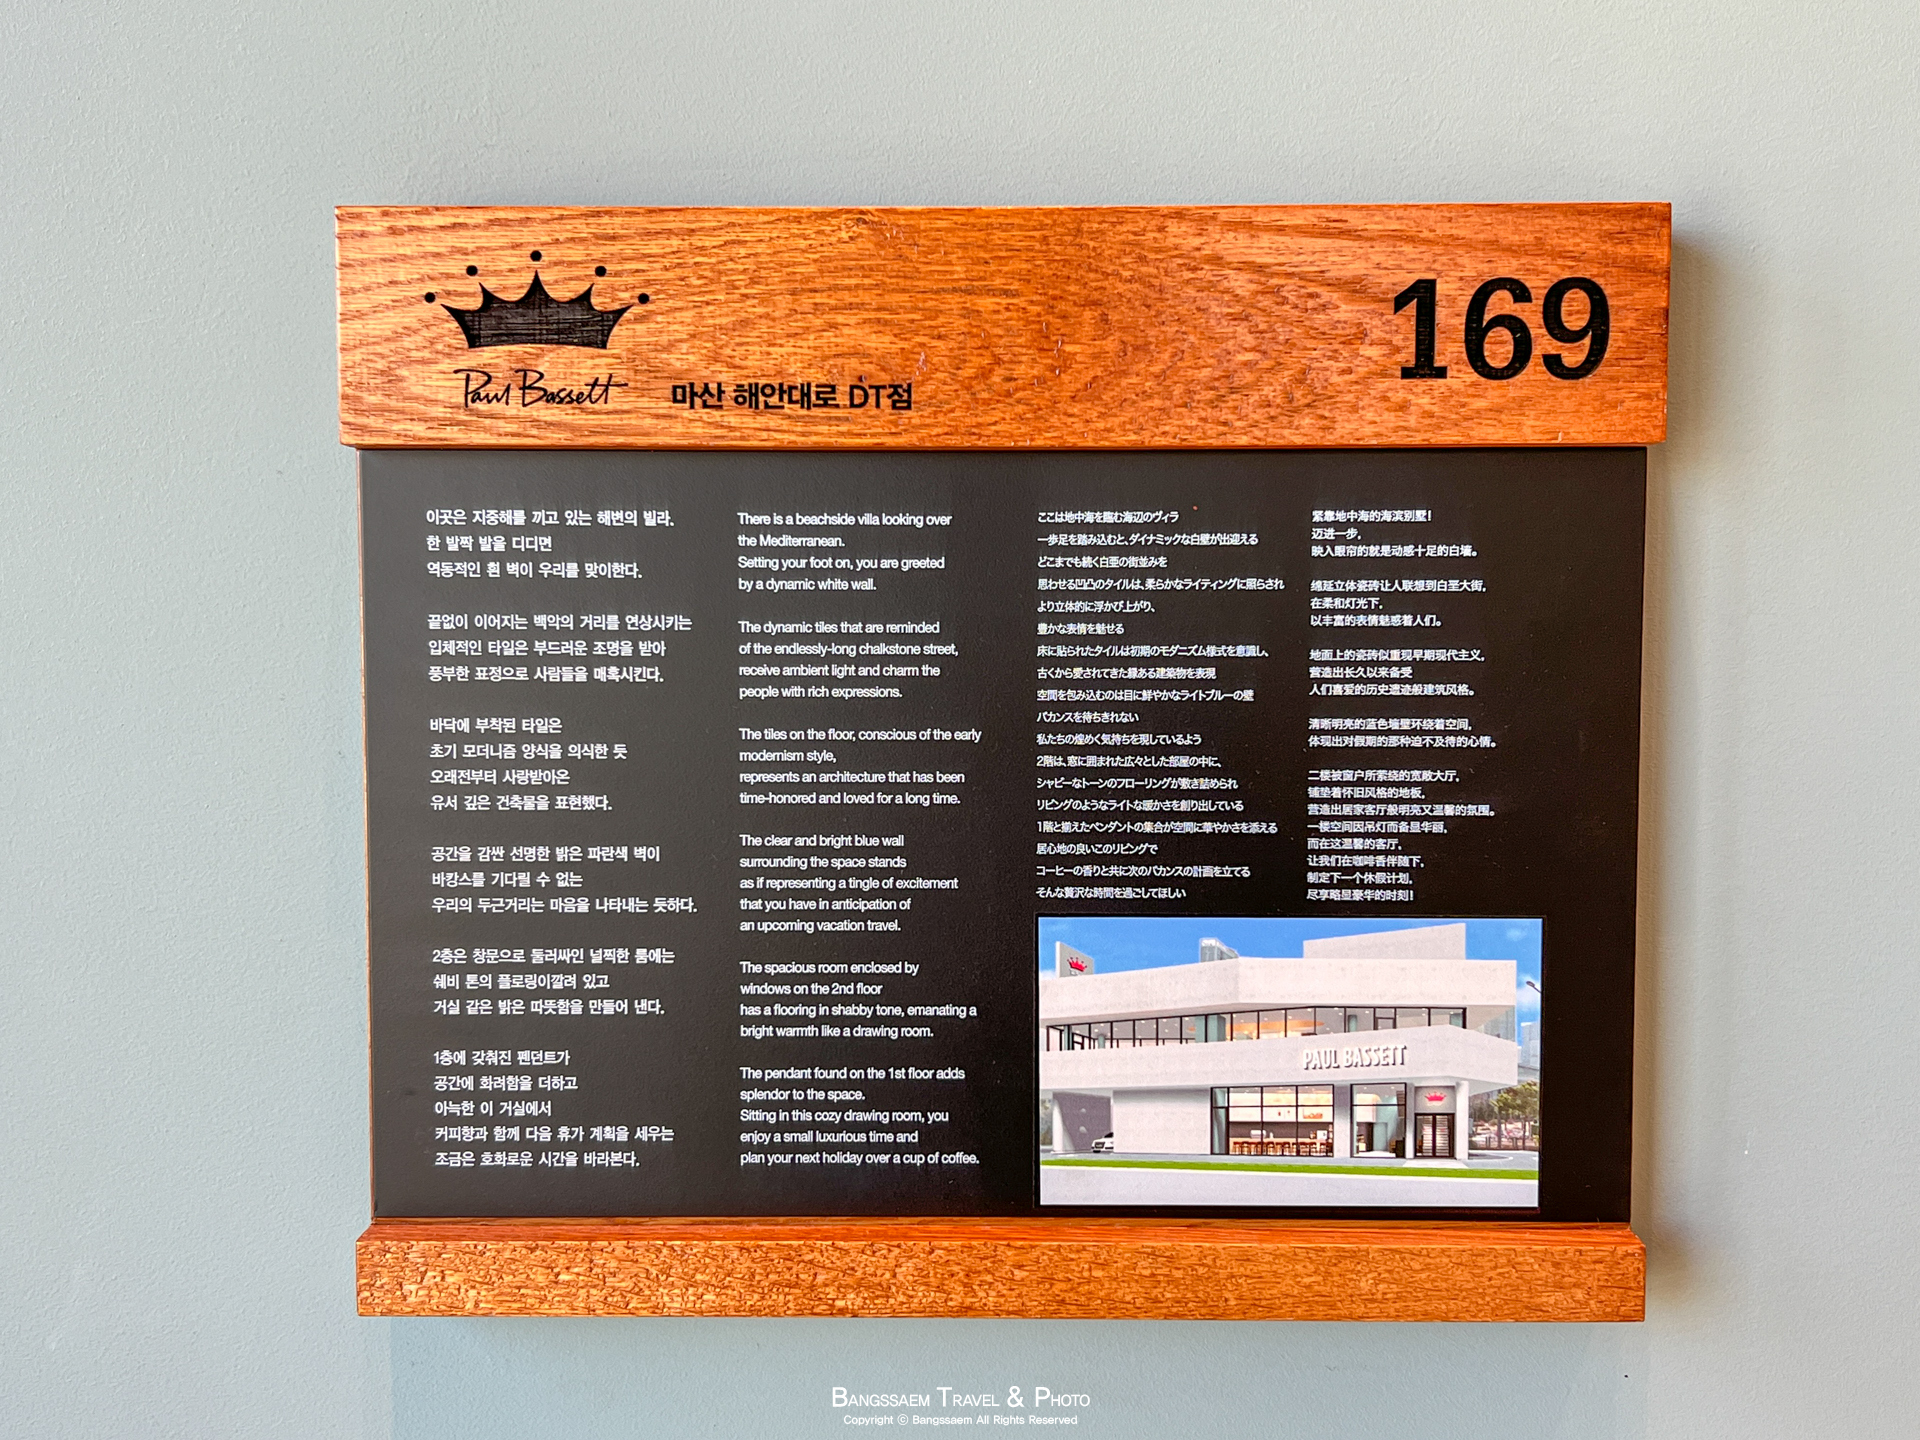 Paul Bassett
마산 해안대로 DT점
169
이곳은 지중해를 끼고 있는 해변의 빌라.
한 발짝 발을 디디면
역동적인 흰 벽이 우리를 맞이한다.
끝없이 이어지는 백악의 거리를 연상시키는
입체적인 타일은 부드러운 조명을 받아
풍부한 표정으로 사람들을 매혹시킨다.
바닥에 부착된 타일은
초기 모더니즘 양식을 의식한 듯
오래전부터 사랑받아온
유서 깊은 건축물을 표현했다.
공간을 감싼 선명한 밝은 파란색 벽이
바캉스를 기다릴 수 없는
우리의 두근거리는 마음을 나타내는 듯하다.
2층은 창문으로 둘러싸인 널찍한 룸에는
쉐비 톤의 플로링이깔려 있고
거실 같은 밝은 따뜻함을 만들어 낸다.
1층에 갖춰진 펜던트가
공간에 화려함을 더하고
아늑한 이 거실에서
커피향과 함께 다음 휴가 계획을 세우는
조금은 호화로운 시간을 바라본다.
There is a beachside villa looking over
the Mediterranean.
Setting your foot on, you are greeted
by a dynamic white wall.
The dynamic tiles that are reminded
of the endlessly-long chalkstone street,
receive ambient light and charm the
people with rich expressions.
The tiles on the floor, conscious of the early
modernism style,
represents an architecture that has been
time-honored and loved for a long time.
The clear and bright blue wall
surrounding the space stands
as if representing a tingle of excitement
that you have in anticipation of
an upcoming vacation travel.
The spacious room enclosed by
windows on the 2nd floor
has a flooring in shabby tone, emanating a
bright warmth like a drawing room.
The pendant found on the 1st floor adds
splendor to the space.
Sitting in this cozy drawing room, you
enjoy a small luxurious time and
plan your next holiday over a cup of coffee.
ここは地中海を臨む海辺のヴィラ
一歩足を踏み込むと、ダイナミックな白壁が出迎える
どこまでも続く白亜の街並みを
思わせる凹凸のタイルは、柔らかなライティングに照らされ
より立体的に浮かび上がり、
豊かな表情を魅せる
床に貼られたタイルは初期のモダニズム様式を意識し、
古くから愛されてきた縁ある建築物を表現
空間を包み込むのは目に鮮やかなライトブルーの壁
バカンスを待ちきれない
私たちの煌めく気持ちを現しているよう
2階は、窓に囲まれた広々とした部屋の中に、
シャビーなトーンのフローリングが敷き詰められ
リビングのようなライトな暖かさを創り出している
1階と揃えたペンダントの集合が空間に華やかさを添える
居心地の良いこのリビングで
コーヒーの香りと共に次のバカンスの計画を立てる
そんな贅沢な時間を過ごしてほしい
紧靠地中海的海滨别墅！
迈进一步，
映入眼帘的就是动感十足的白墙。
绵延立体瓷砖让人联想到白垩大街，
在柔和灯光下，
以丰富的表情魅惑着人们。
地面上的瓷砖似重现早期现代主义，
营造出长久以来备受
人们喜爱的历史遗迹般建筑风格。
清晰明亮的蓝色墙壁环绕着空间，
体现出对假期的那种迫不及待的心情。
二楼被窗户所萦绕的宽敞大厅，
铺垫着怀旧风格的地板，
营造出居家客厅般明亮又温馨的氛围。
一楼空间因吊灯而备显华丽，
而在这温馨的客厅，
让我们在咖啡香伴随下，
制定下一个休假计划，
尽享略显豪华的时刻！
PAUL BASSETT
BANGSSAEM TRAVEL & PHOTO
Copyright ⓒ Bangssaem All Rights Reserved